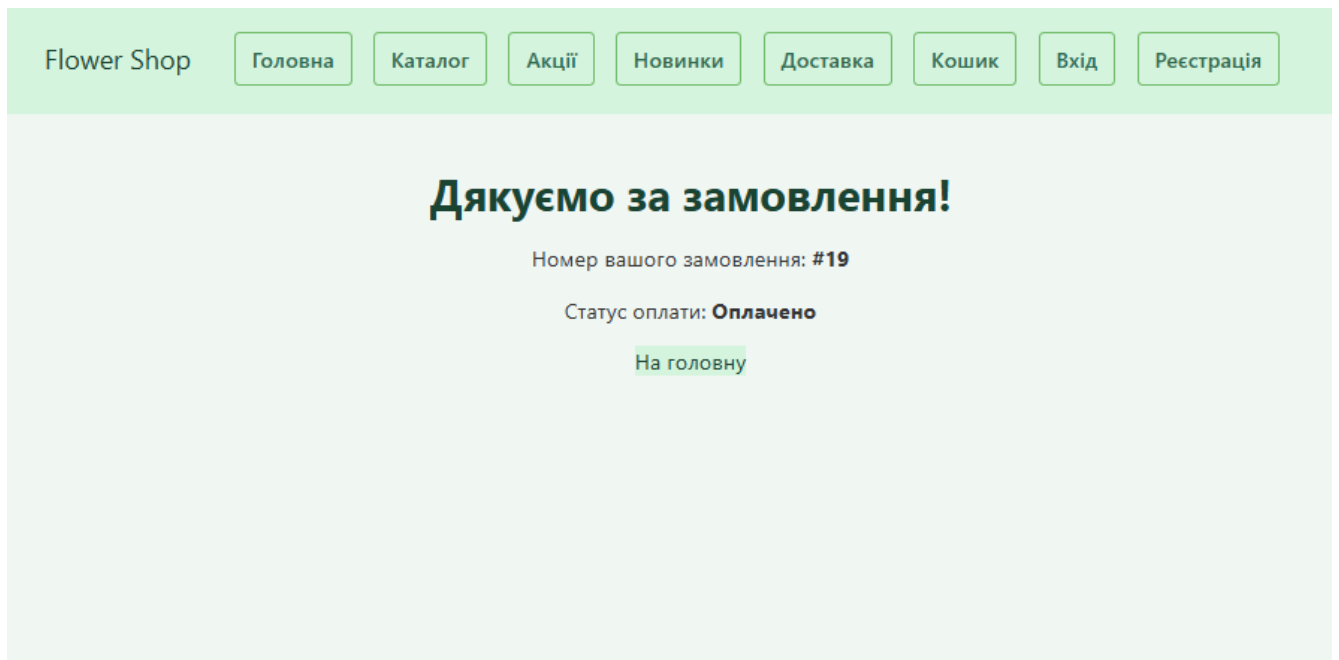 Flower Shop Головна Каталог Акції Новинки Доставка Кошик Вхід Реєстрація
Дякуємо за замовлення!
Номер вашого замовлення: #19
Статус оплати: Оплачено
На головну